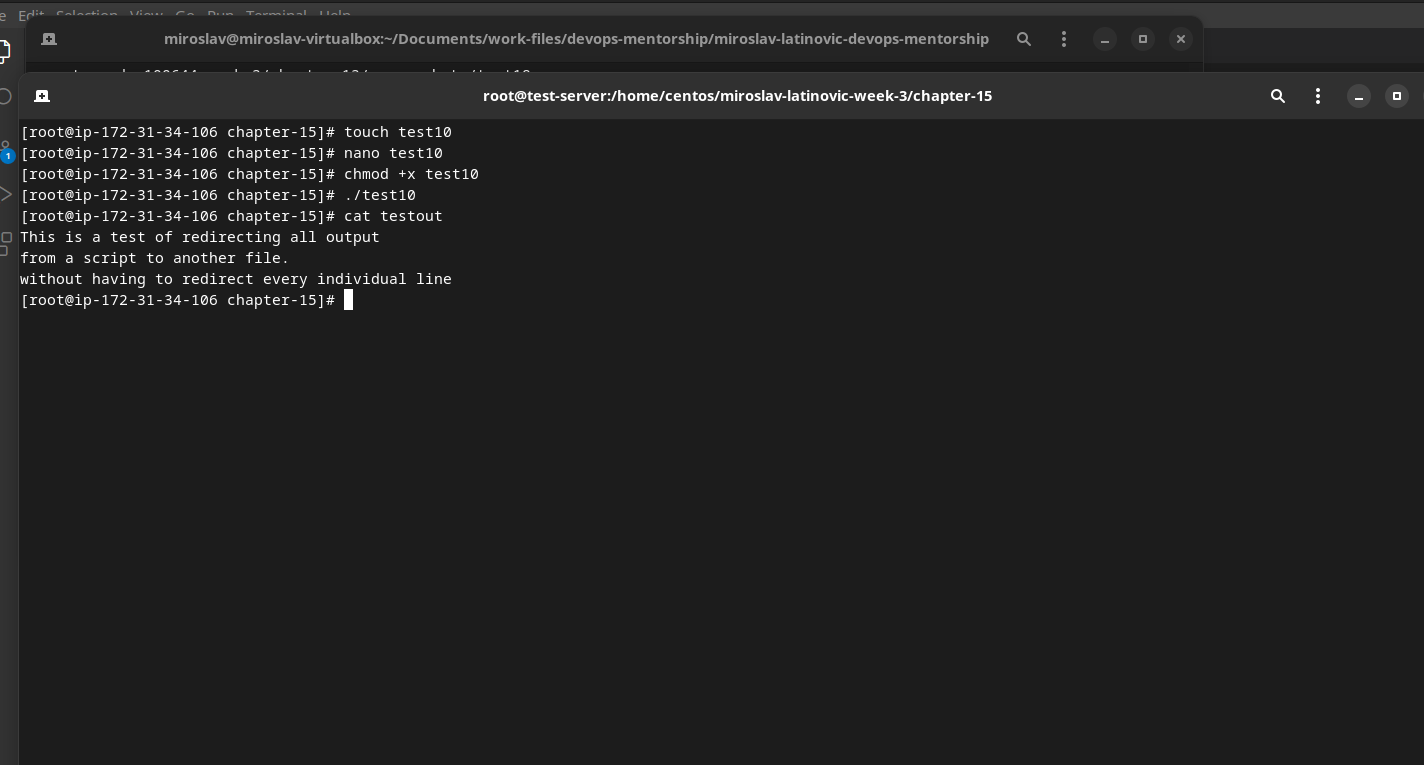 Edit Selection View Go Run Terminal Help
miroslav@miroslav-virtualbox:~/Documents/work-files/devops-mentorship/miroslav-latinovic-devops-mentorship
root@test-server:/home/centos/miroslav-latinovic-week-3/chapter-15
1
[root@ip-172-31-34-106 chapter-15]# touch test10
[root@ip-172-31-34-106 chapter-15]# nano test10
[root@ip-172-31-34-106 chapter-15]# chmod +x test10
[root@ip-172-31-34-106 chapter-15]# ./test10
[root@ip-172-31-34-106 chapter-15]# cat testout
This is a test of redirecting all output
from a script to another file.
without having to redirect every individual line
[root@ip-172-31-34-106 chapter-15]#